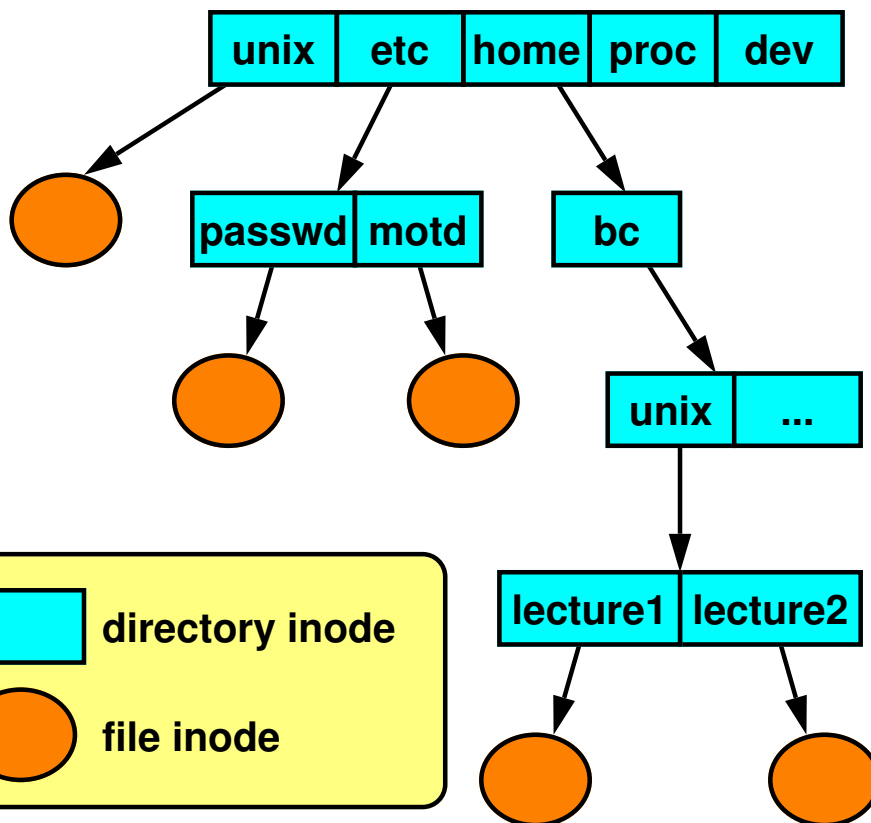 unix etc home proc dev
passwd motd bc
unix ...
lecture1 lecture2
directory inode
file inode